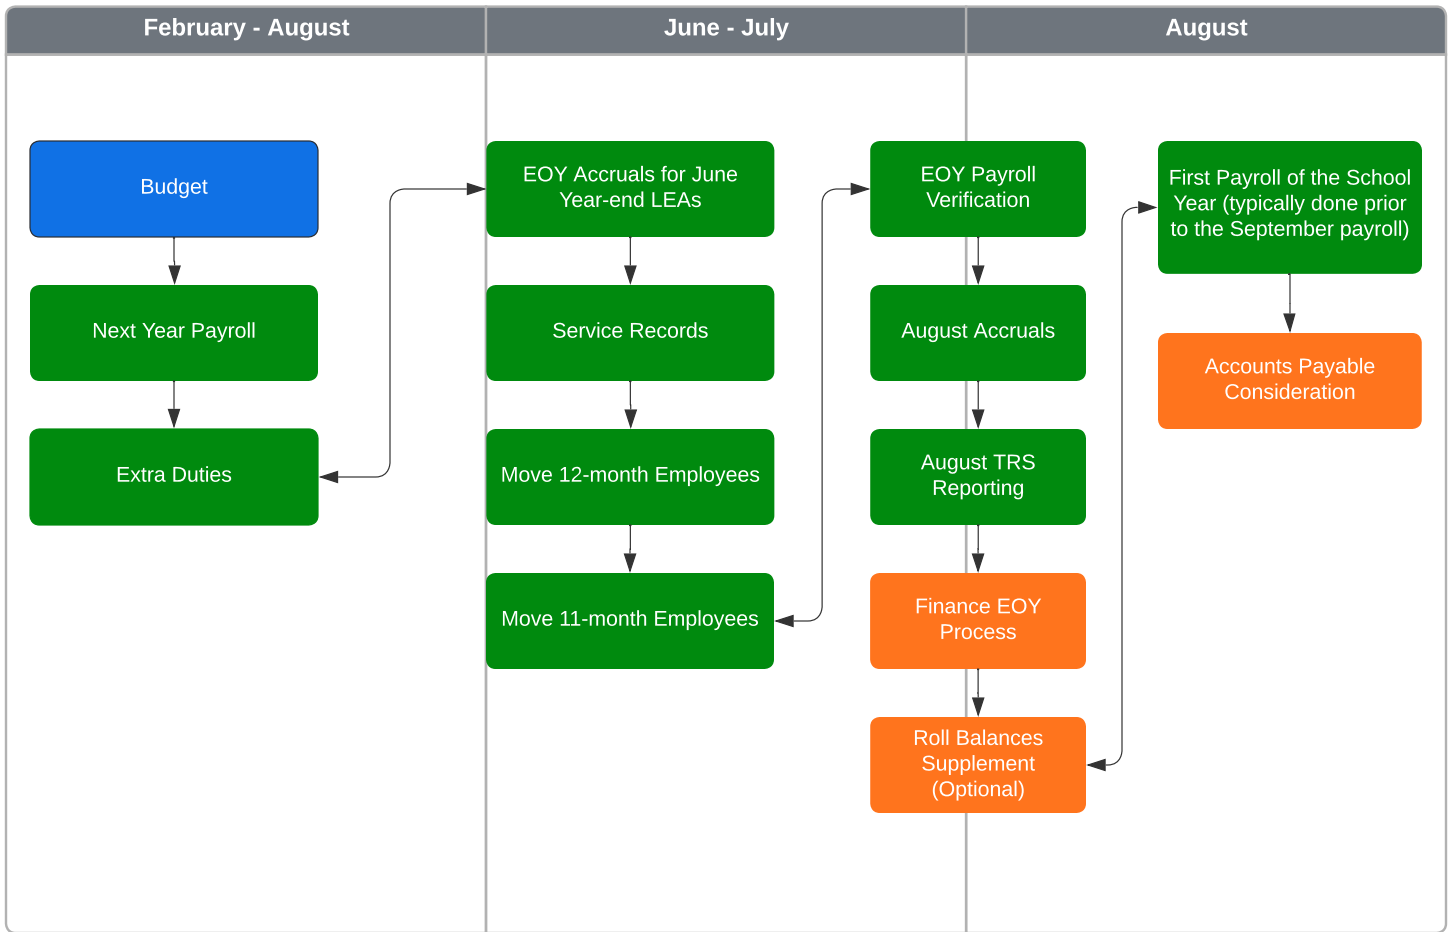 February - August
June - July
August
Budget
Next Year Payroll
Extra Duties
EOY Accruals for June
Year-end LEAs
Service Records
Move 12-month Employees
Move 11-month Employees
EOY Payroll
Verification
August Accruals
August TRS
Reporting
Finance EOY
Process
Roll Balances
Supplement
(Optional)
First Payroll of the School
Year (typically done prior
to the September payroll)
Accounts Payable
Consideration